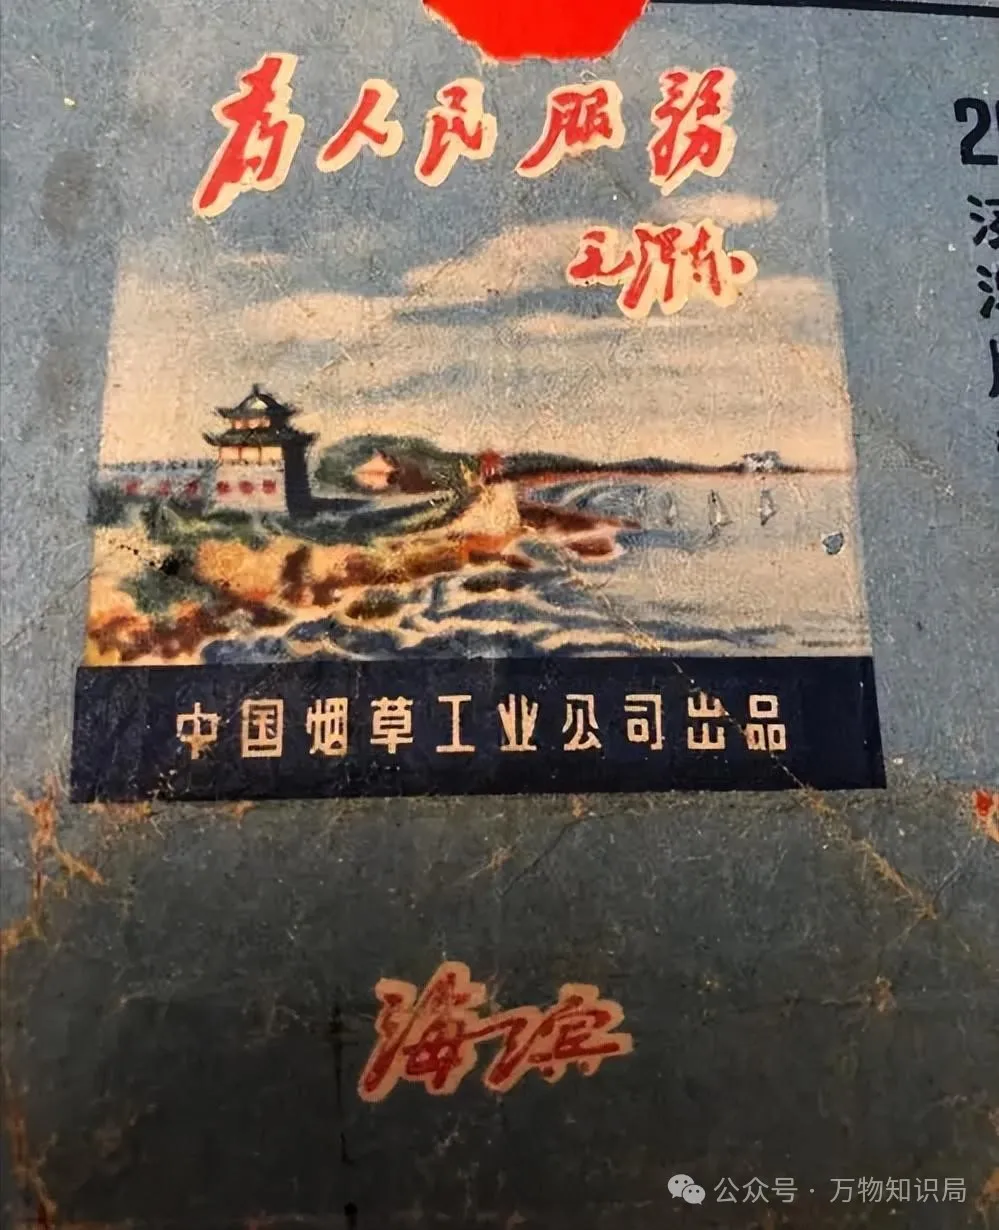 为人民服務
毛泽东
中国烟草工业公司出品
海滨
公众号 · 万物知识局